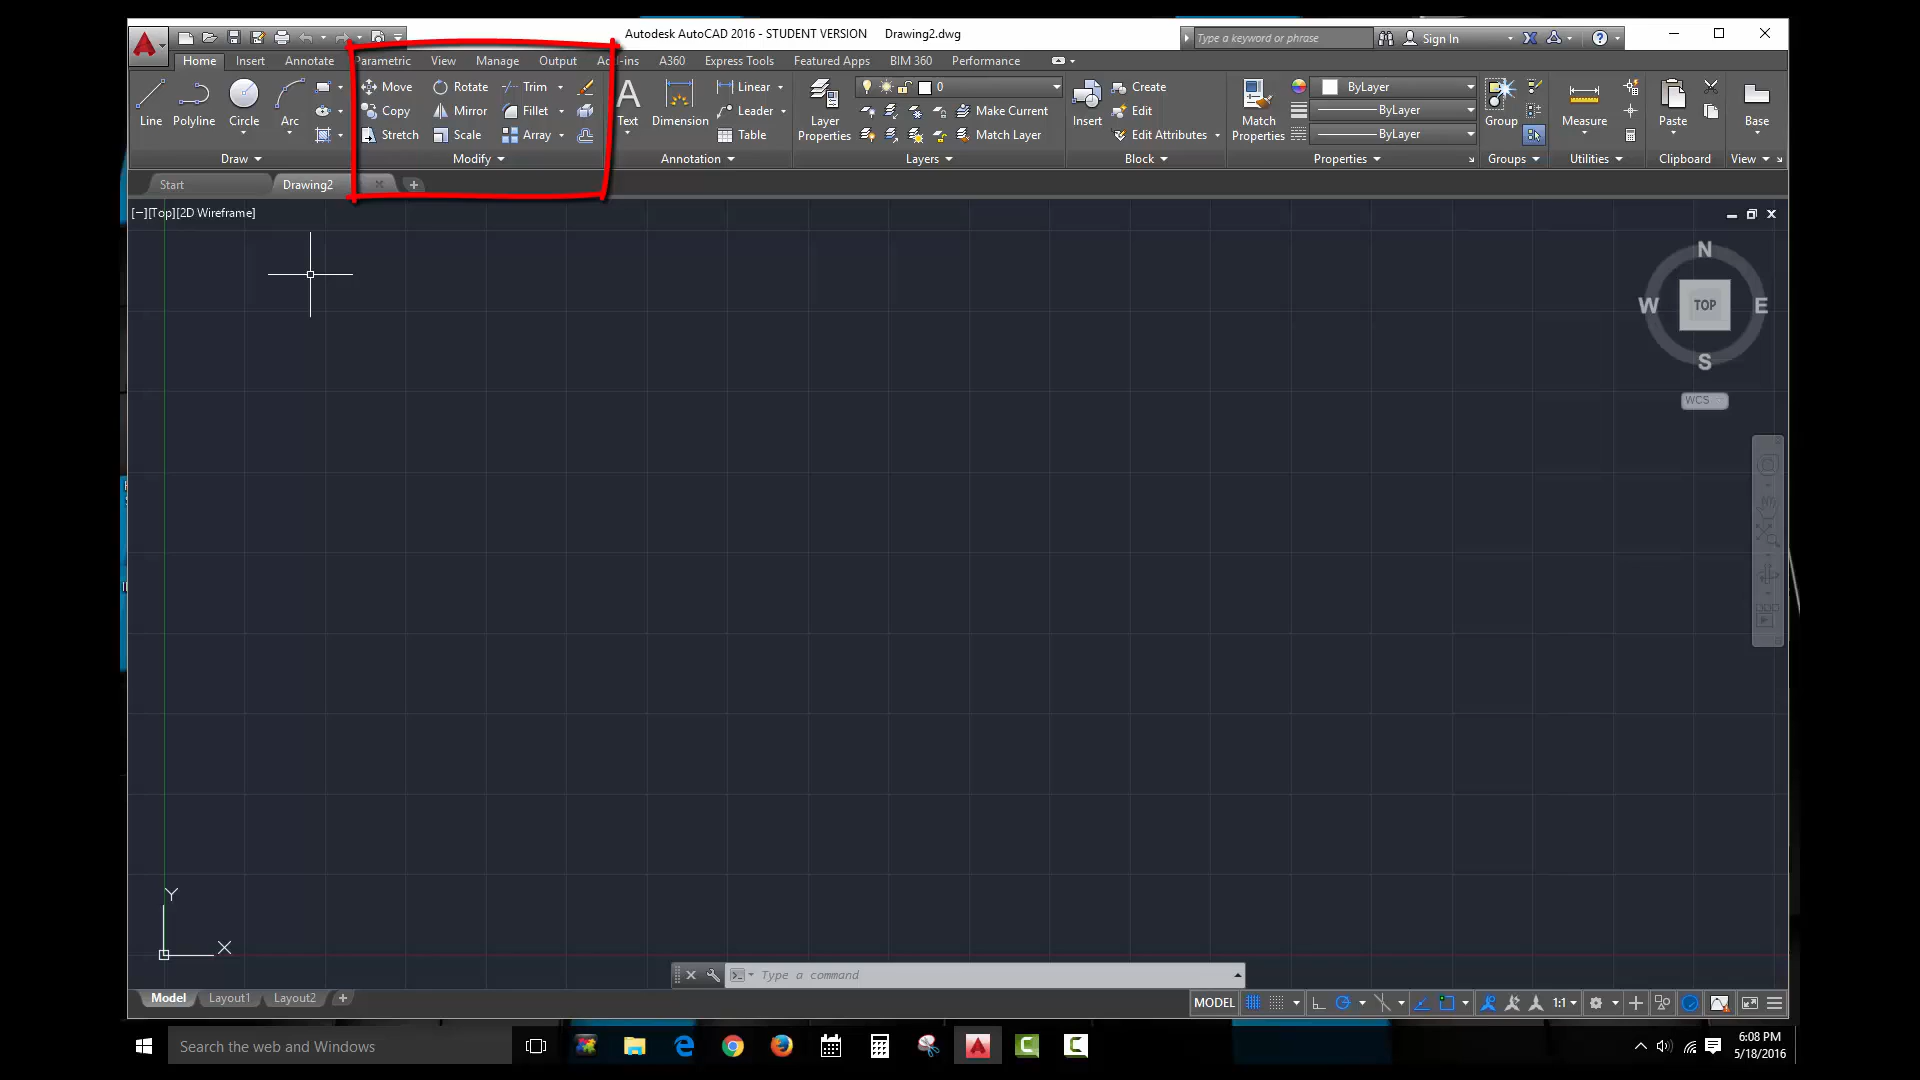 Autodesk AutoCAD 2016 - STUDENT VERSION Drawing2.dwg
Type a keyword or phrase
Sign In
Home Insert Annotate Parametric View Manage Output Add-ins A360 Express Tools Featured Apps BIM 360 Performance
Move Rotate Trim Linear 0 Create ByLayer
Copy Mirror Fillet Leader Make Current Edit ByLayer
Line Polyline Circle Arc Text Dimension Layer Properties Insert Match Properties Group Measure Paste Base
Stretch Scale Array Table Match Layer Edit Attributes ByLayer
Draw Modify Annotation Layers Block Properties Groups Utilities Clipboard View
Start Drawing2
[−][Top][2D Wireframe]
N
W TOP E
S
WCS
Y
X
Type a command
Model Layout1 Layout2
MODEL 1:1
Search the web and Windows
6:08 PM
5/18/2016